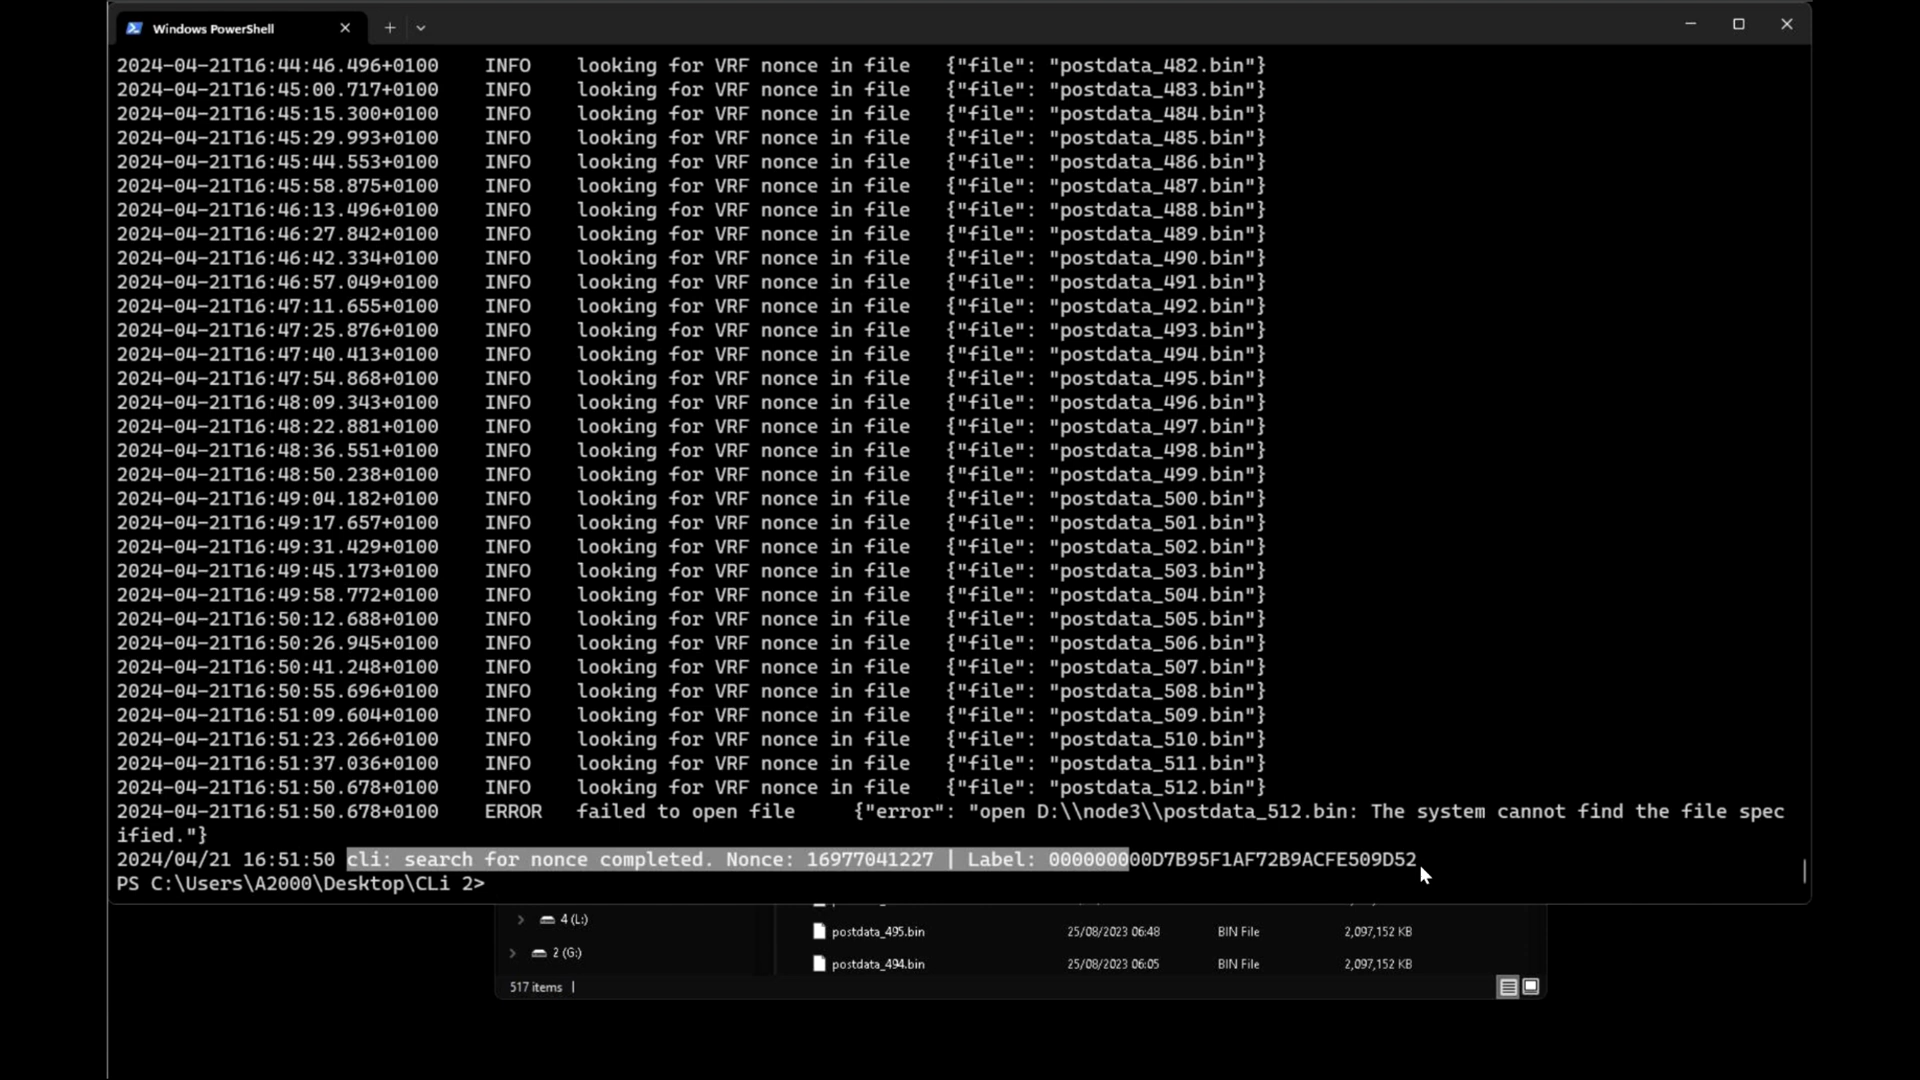 Windows PowerShell
2024-04-21T16:44:46.496+0100 INFO looking for VRF nonce in file {"file": "postdata_482.bin"}
2024-04-21T16:45:00.717+0100 INFO looking for VRF nonce in file {"file": "postdata_483.bin"}
2024-04-21T16:45:15.300+0100 INFO looking for VRF nonce in file {"file": "postdata_484.bin"}
2024-04-21T16:45:29.993+0100 INFO looking for VRF nonce in file {"file": "postdata_485.bin"}
2024-04-21T16:45:44.553+0100 INFO looking for VRF nonce in file {"file": "postdata_486.bin"}
2024-04-21T16:45:58.875+0100 INFO looking for VRF nonce in file {"file": "postdata_487.bin"}
2024-04-21T16:46:13.496+0100 INFO looking for VRF nonce in file {"file": "postdata_488.bin"}
2024-04-21T16:46:27.842+0100 INFO looking for VRF nonce in file {"file": "postdata_489.bin"}
2024-04-21T16:46:42.334+0100 INFO looking for VRF nonce in file {"file": "postdata_490.bin"}
2024-04-21T16:46:57.049+0100 INFO looking for VRF nonce in file {"file": "postdata_491.bin"}
2024-04-21T16:47:11.655+0100 INFO looking for VRF nonce in file {"file": "postdata_492.bin"}
2024-04-21T16:47:25.876+0100 INFO looking for VRF nonce in file {"file": "postdata_493.bin"}
2024-04-21T16:47:40.413+0100 INFO looking for VRF nonce in file {"file": "postdata_494.bin"}
2024-04-21T16:47:54.868+0100 INFO looking for VRF nonce in file {"file": "postdata_495.bin"}
2024-04-21T16:48:09.343+0100 INFO looking for VRF nonce in file {"file": "postdata_496.bin"}
2024-04-21T16:48:22.881+0100 INFO looking for VRF nonce in file {"file": "postdata_497.bin"}
2024-04-21T16:48:36.551+0100 INFO looking for VRF nonce in file {"file": "postdata_498.bin"}
2024-04-21T16:48:50.238+0100 INFO looking for VRF nonce in file {"file": "postdata_499.bin"}
2024-04-21T16:49:04.182+0100 INFO looking for VRF nonce in file {"file": "postdata_500.bin"}
2024-04-21T16:49:17.657+0100 INFO looking for VRF nonce in file {"file": "postdata_501.bin"}
2024-04-21T16:49:31.429+0100 INFO looking for VRF nonce in file {"file": "postdata_502.bin"}
2024-04-21T16:49:45.173+0100 INFO looking for VRF nonce in file {"file": "postdata_503.bin"}
2024-04-21T16:49:58.772+0100 INFO looking for VRF nonce in file {"file": "postdata_504.bin"}
2024-04-21T16:50:12.688+0100 INFO looking for VRF nonce in file {"file": "postdata_505.bin"}
2024-04-21T16:50:26.945+0100 INFO looking for VRF nonce in file {"file": "postdata_506.bin"}
2024-04-21T16:50:41.248+0100 INFO looking for VRF nonce in file {"file": "postdata_507.bin"}
2024-04-21T16:50:55.696+0100 INFO looking for VRF nonce in file {"file": "postdata_508.bin"}
2024-04-21T16:51:09.604+0100 INFO looking for VRF nonce in file {"file": "postdata_509.bin"}
2024-04-21T16:51:23.266+0100 INFO looking for VRF nonce in file {"file": "postdata_510.bin"}
2024-04-21T16:51:37.036+0100 INFO looking for VRF nonce in file {"file": "postdata_511.bin"}
2024-04-21T16:51:50.678+0100 INFO looking for VRF nonce in file {"file": "postdata_512.bin"}
2024-04-21T16:51:50.678+0100 ERROR failed to open file {"error": "open D:\\node3\\postdata_512.bin: The system cannot find the file spec
ified."}
2024/04/21 16:51:50 cli: search for nonce completed. Nonce: 16977041227 | Label: 000000000D7B95F1AF72B9ACFE509D52
PS C:\Users\A2000\Desktop\CLi 2>
4 (L:)
postdata_495.bin 25/08/2023 06:48 BIN File 2,097,152 KB
2 (G:)
postdata_494.bin 25/08/2023 06:05 BIN File 2,097,152 KB
517 items